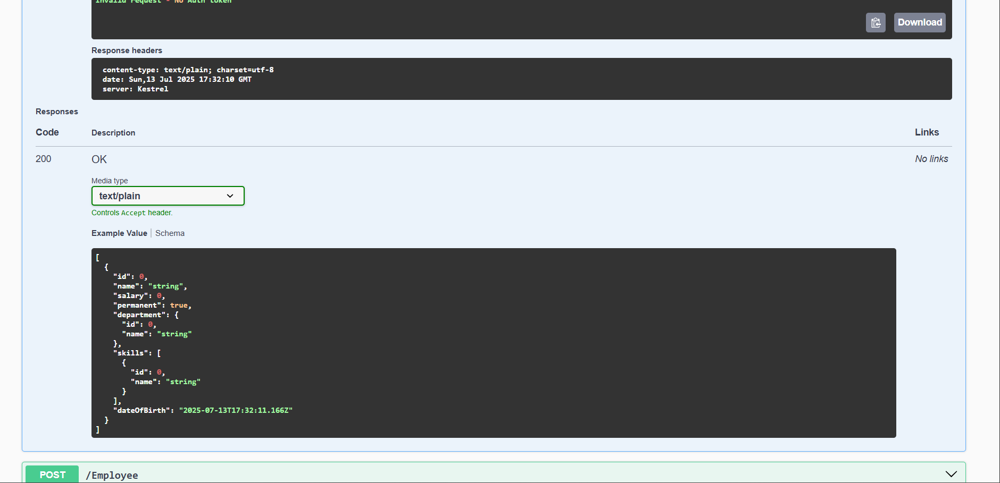 Invalid request - No Auth token
Download
Response headers
content-type: text/plain; charset=utf-8
date: Sun,13 Jul 2025 17:32:10 GMT
server: Kestrel
Responses
Code Description Links
200 OK No links
Media type
text/plain
Controls Accept header.
Example Value Schema
[
  {
    "id": 0,
    "name": "string",
    "salary": 0,
    "permanent": true,
    "department": {
      "id": 0,
      "name": "string"
    },
    "skills": [
      {
        "id": 0,
        "name": "string"
      }
    ],
    "dateOfBirth": "2025-07-13T17:32:11.166Z"
  }
]
POST /Employee